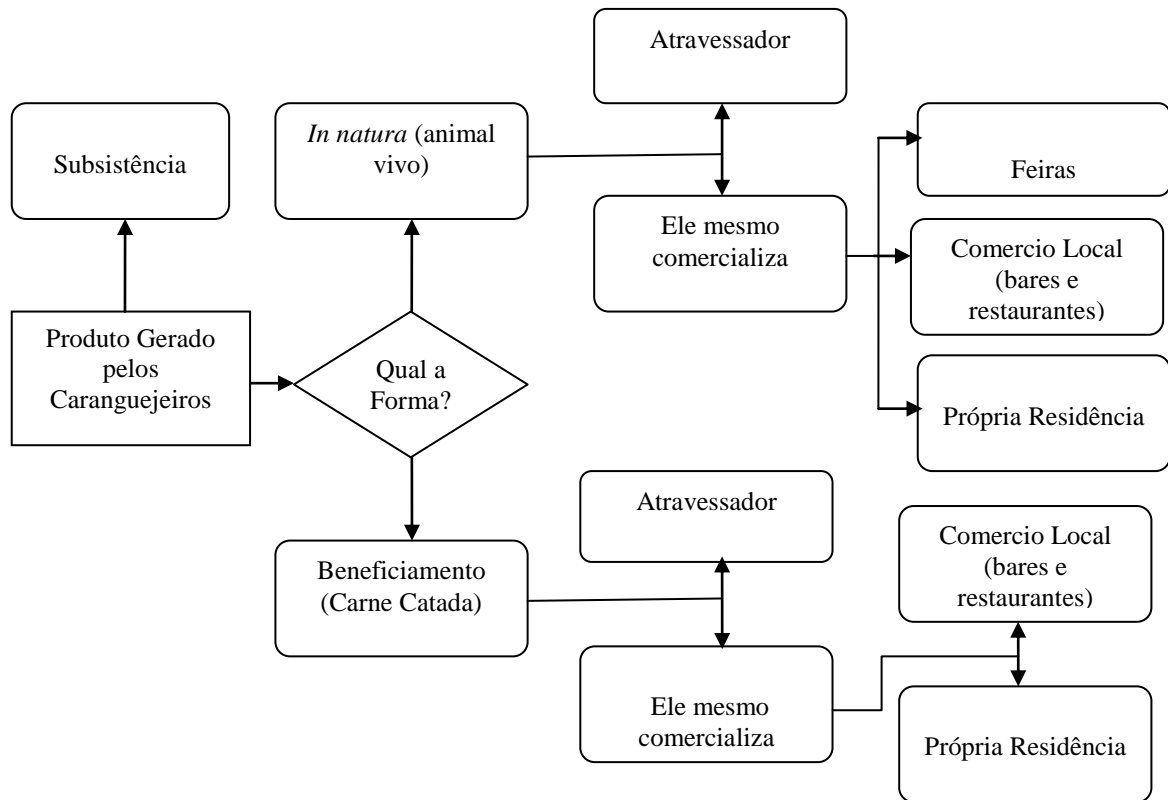 Atravessador
In natura (animal
vivo)
Subsistência
Feiras
Ele mesmo
comercializa
Comercio Local
(bares e
restaurantes)
Produto Gerado
pelos
Caranguejeiros
Qual a
Forma?
Própria Residência
Atravessador
Comercio Local
(bares e
restaurantes)
Beneficiamento
(Carne Catada)
Ele mesmo
comercializa
Própria Residência